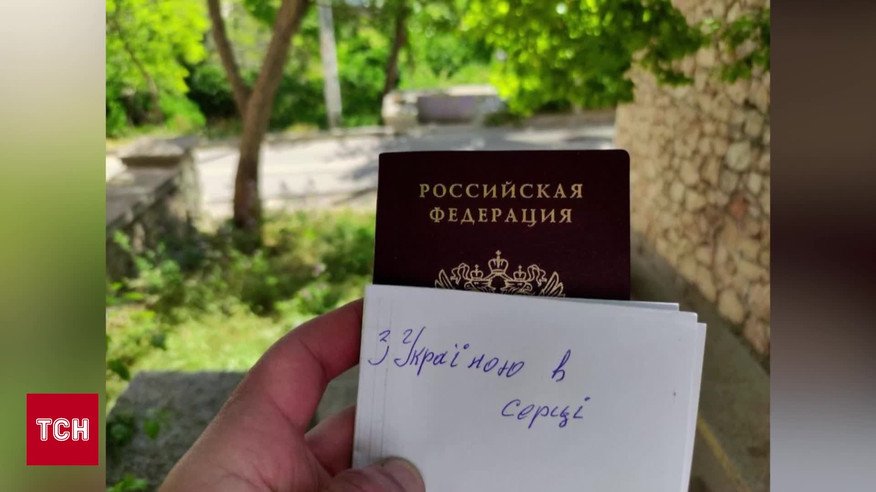 РОССИЙСКАЯ
ФЕДЕРАЦИЯ
З Україною в
серці
ТСН